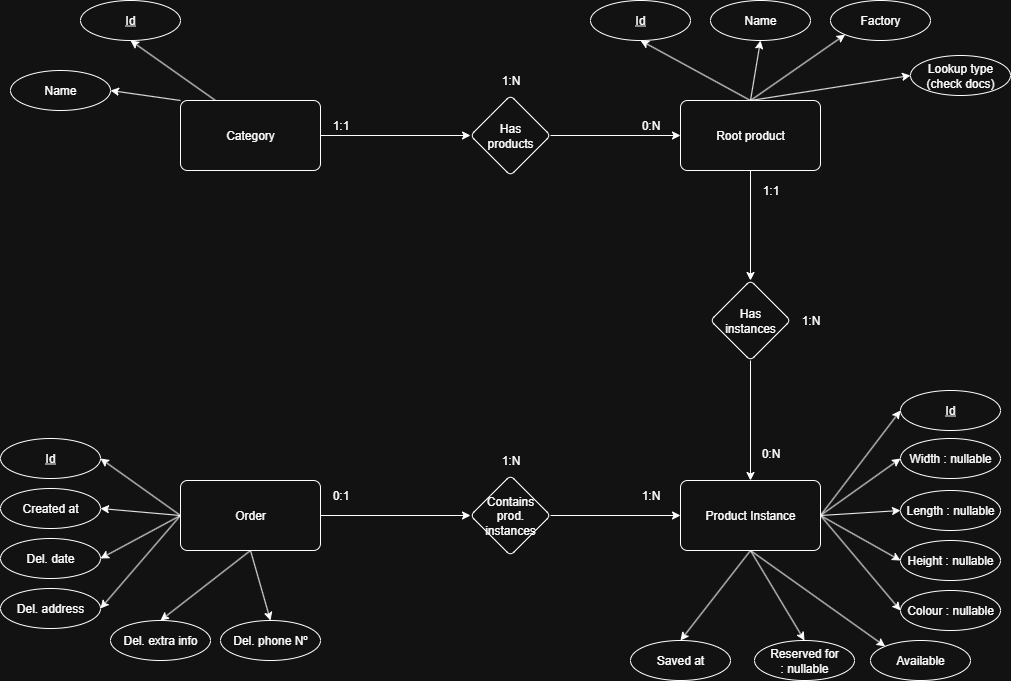 Id
Id
Name
Factory
Lookup type
(check docs)
Name
1:N
Category
1:1
Has
products
0:N
Root product
1:1
Has
instances
1:N
Id
0:N
Width : nullable
Id
1:N
Length : nullable
0:1
1:N
Created at
Order
Contains
prod.
instances
Product Instance
Del. date
Height : nullable
Del. address
Colour : nullable
Del. extra info
Del. phone Nº
Saved at
Reserved for
: nullable
Available